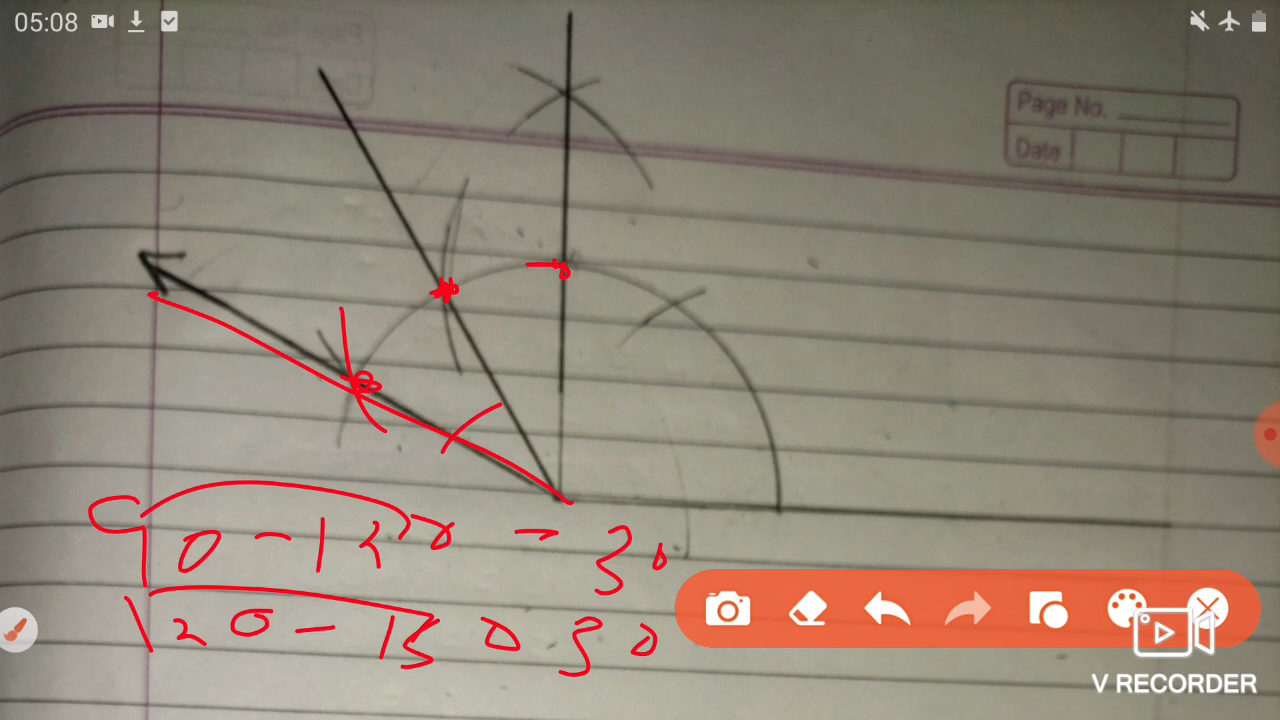 05:08
Page No.
Date
90 - 120 - 30
120 - 150 30
V RECORDER